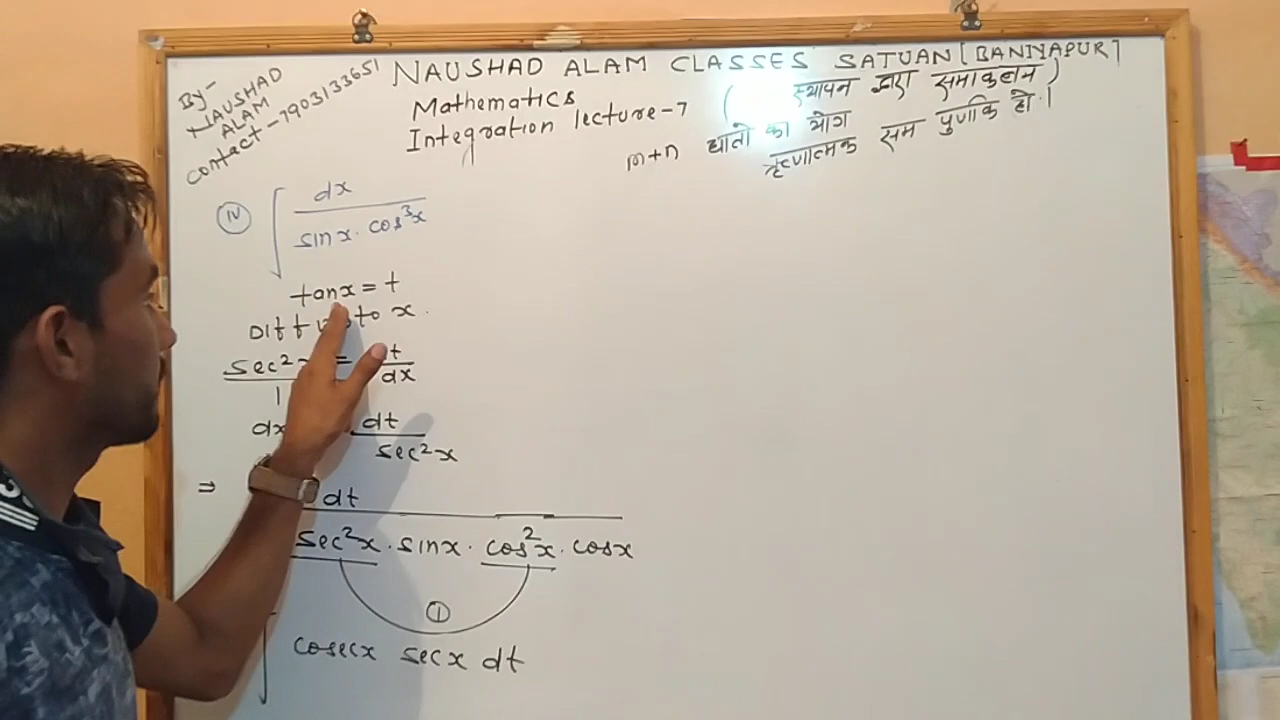 By-
NAUSHAD
ALAM
contact - 7903133651
NAUSHAD ALAM CLASSES SATUAN [BANIYAPUR]
Mathematics
Integration lecture-7
( स्थापन द्वारा समाकलन )
m+n घातो का योग
ऋणात्मक सम पुर्णाक हो।
(iv) ∫ dx / sinx. cos³x
tanx = t
Diff to x.
sec² = dt/dx
1
dx dt / sec²x
⇒ dt
sec²x . sinx . cos²x . cosx
①
∫ cosecx secx dt